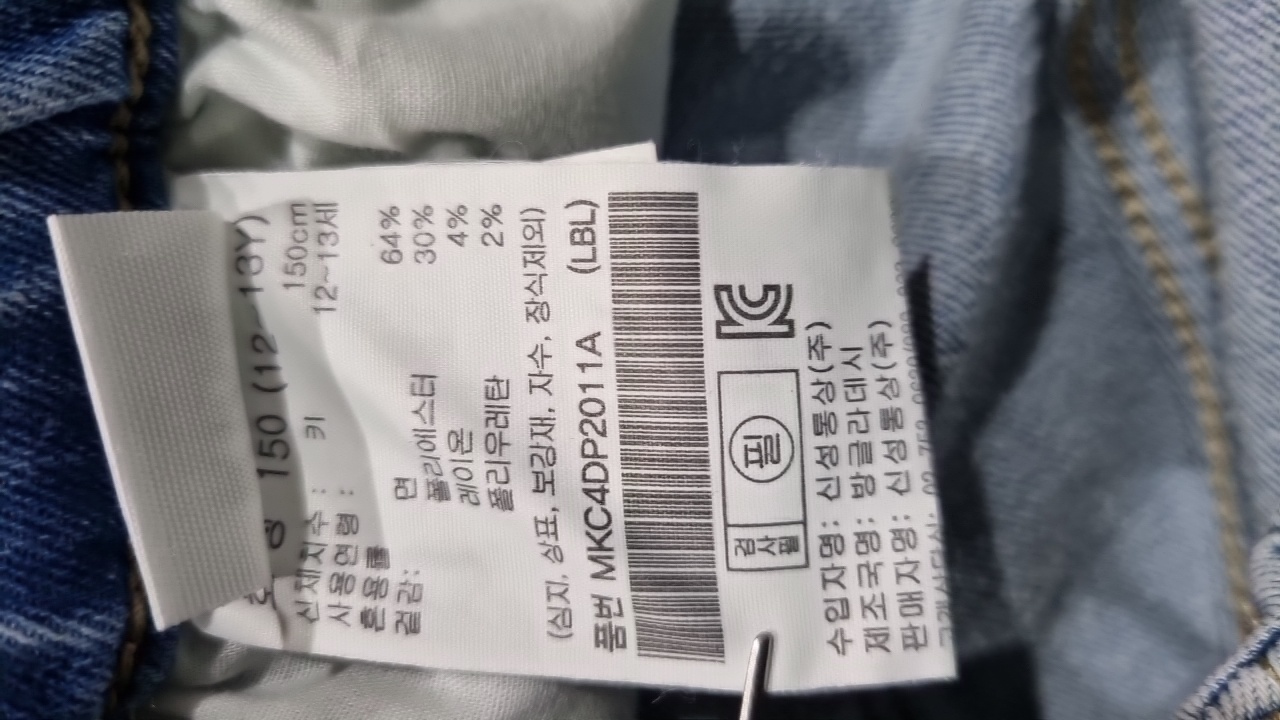 150 (12-13Y)
신체치수 : 키 150cm
사용연령 : 12~13세
혼용률
겉감: 면 64%
폴리에스터 30%
레이온 4%
폴리우레탄 2%
(심지, 상표, 보강재, 자수, 장식제외)
품번 MKC4DP2011A (LBL)
검사필 필 KC
수입자명: 신성통상(주)
제조국명: 방글라데시
판매자명: 신성통상(주)